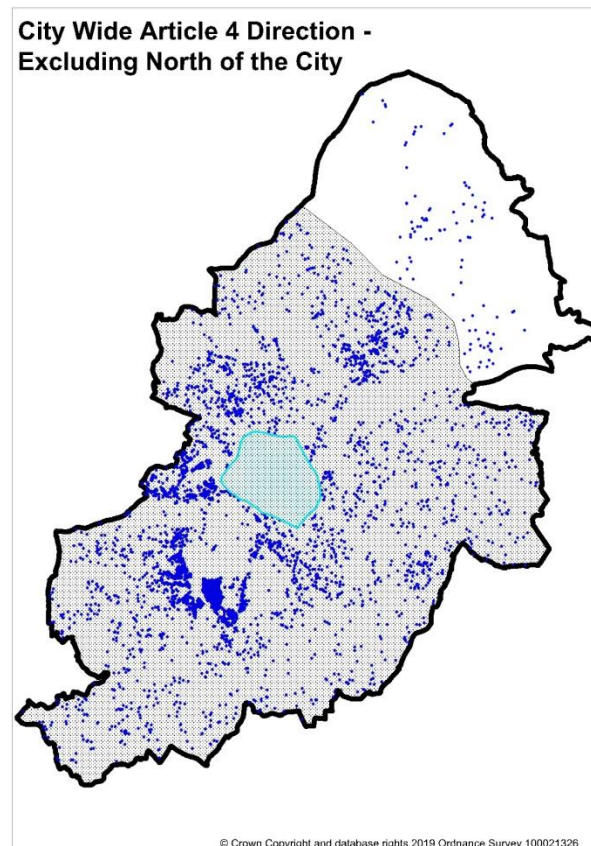 City Wide Article 4 Direction -
Excluding North of the City
© Crown Copyright and database rights 2019 Ordnance Survey 100021326